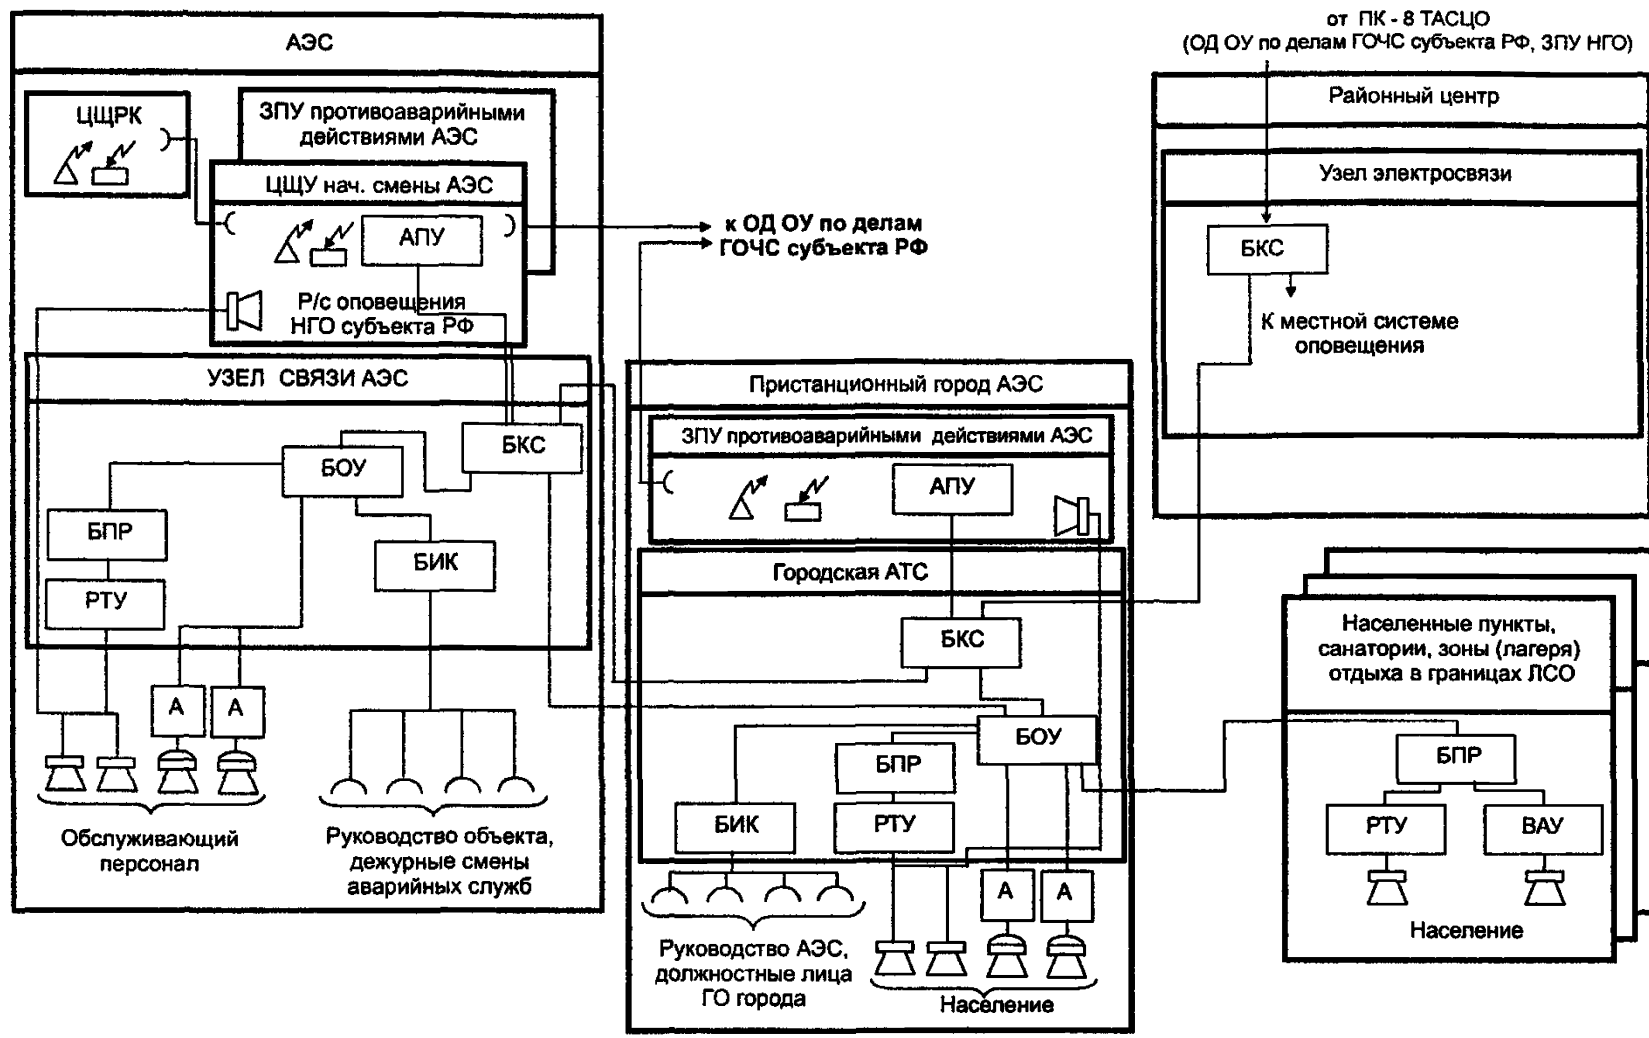 АЭС
ЦЩРК
ЗПУ противоаварийными
действиями АЭС
ЦЩУ нач. смены АЭС
АПУ
Р/с оповещения
НГО субъекта РФ
к ОД ОУ по делам
ГОЧС субъекта РФ
УЗЕЛ СВЯЗИ АЭС
БКС
БОУ
БПР
БИК
РТУ
А
А
Обслуживающий
персонал
Руководство объекта,
дежурные смены
аварийных служб
Пристанционный город АЭС
ЗПУ противоаварийными действиями АЭС
АПУ
Городская АТС
БКС
БОУ
БПР
БИК
РТУ
А
А
Руководство АЭС,
должностные лица
ГО города
Население
от ПК - 8 ТАСЦО
(ОД ОУ по делам ГОЧС субъекта РФ, ЗПУ НГО)
Районный центр
Узел электросвязи
БКС
К местной системе
оповещения
Населенные пункты,
санатории, зоны (лагеря)
отдыха в границах ЛСО
БПР
РТУ
ВАУ
Население